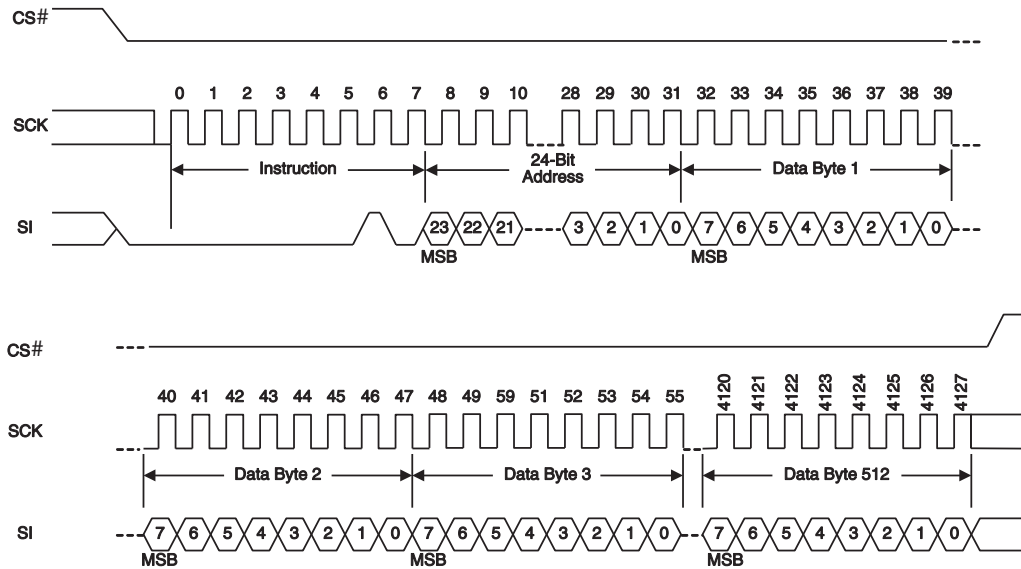 CS#
0 1 2 3 4 5 6 7 8 9 10 28 29 30 31 32 33 34 35 36 37 38 39
SCK
Instruction 24-Bit Address Data Byte 1
SI 23 22 21 3 2 1 0 7 6 5 4 3 2 1 0
MSB MSB
CS#
40 41 42 43 44 45 46 47 48 49 59 51 52 53 54 55 4120 4121 4122 4123 4124 4125 4126 4127
SCK
Data Byte 2 Data Byte 3 Data Byte 512
SI 7 6 5 4 3 2 1 0 7 6 5 4 3 2 1 0 7 6 5 4 3 2 1 0
MSB MSB MSB